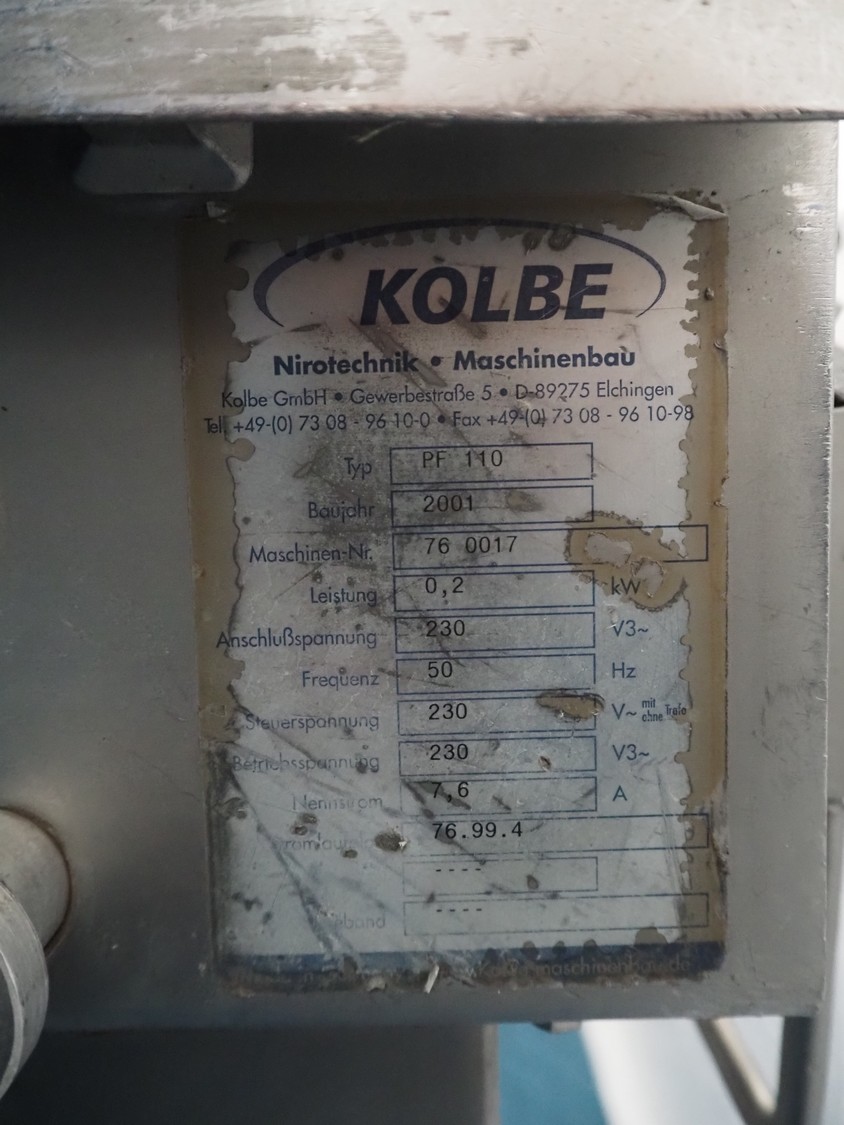 KOLBE
Nirotechnik • Maschinenbau
Kolbe GmbH • Gewerbestraße 5 • D-89275 Elchingen
Tel. +49-(0) 73 08 - 96 10-0 • Fax +49-(0) 73 08 - 96 10-98
Typ PF 110
Baujahr 2001
Maschinen-Nr. 76 0017
Leistung 0,2 kW
Anschlußspannung 230 V3~
Frequenz 50 Hz
Steuerspannung 230 V~ mit ohne Trafo
Betriebsspannung 230 V3~
Nennstrom 7,6 A
76.99.4
----
----